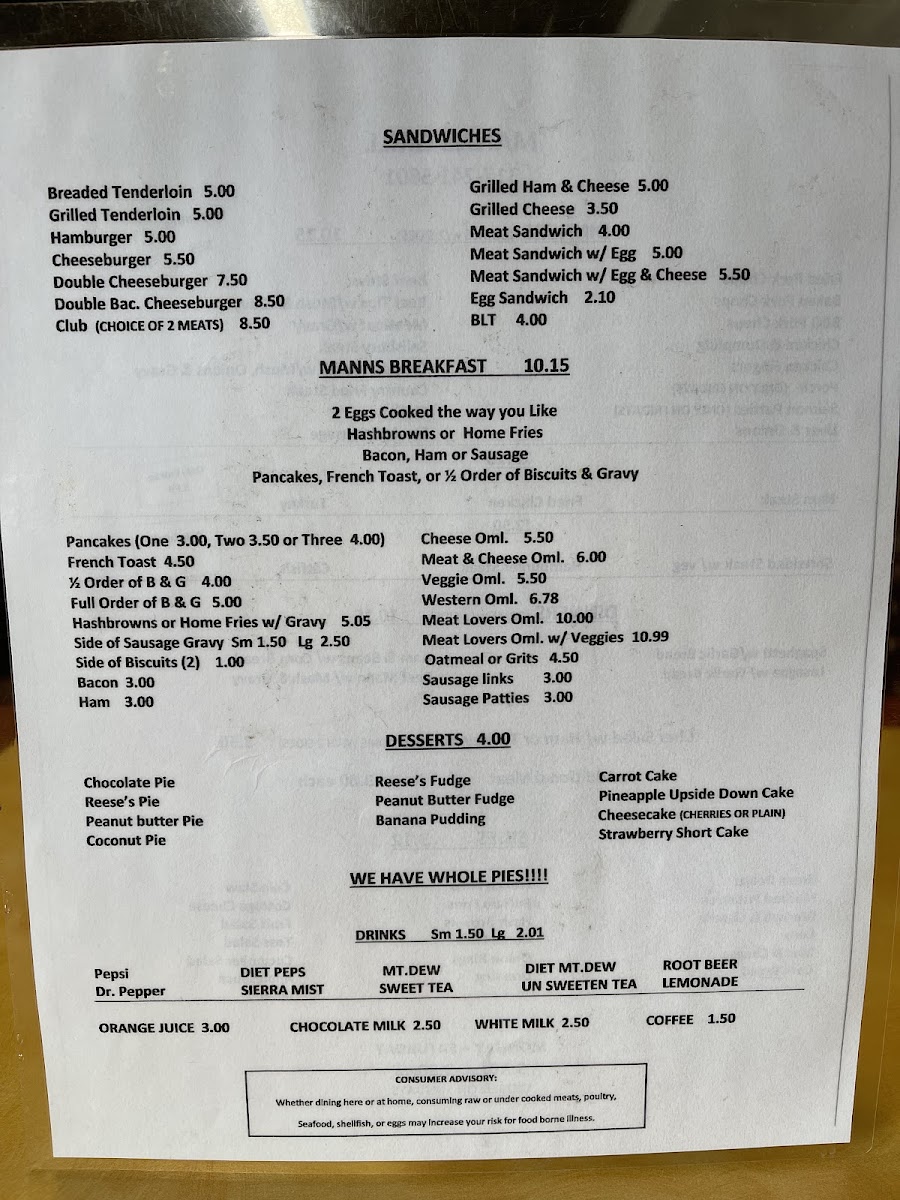 SANDWICHES
Breaded Tenderloin 5.00
Grilled Tenderloin 5.00
Hamburger 5.00
Cheeseburger 5.50
Double Cheeseburger 7.50
Double Bac. Cheeseburger 8.50
Club (CHOICE OF 2 MEATS) 8.50
Grilled Ham & Cheese 5.00
Grilled Cheese 3.50
Meat Sandwich 4.00
Meat Sandwich w/ Egg 5.00
Meat Sandwich w/ Egg & Cheese 5.50
Egg Sandwich 2.10
BLT 4.00
MANNS BREAKFAST 10.15
2 Eggs Cooked the way you Like
Hashbrowns or Home Fries
Bacon, Ham or Sausage
Pancakes, French Toast, or ½ Order of Biscuits & Gravy
Pancakes (One 3.00, Two 3.50 or Three 4.00)
French Toast 4.50
½ Order of B & G 4.00
Full Order of B & G 5.00
Hashbrowns or Home Fries w/ Gravy 5.05
Side of Sausage Gravy Sm 1.50 Lg 2.50
Side of Biscuits (2) 1.00
Bacon 3.00
Ham 3.00
Cheese Oml. 5.50
Meat & Cheese Oml. 6.00
Veggie Oml. 5.50
Western Oml. 6.78
Meat Lovers Oml. 10.00
Meat Lovers Oml. w/ Veggies 10.99
Oatmeal or Grits 4.50
Sausage links 3.00
Sausage Patties 3.00
DESSERTS 4.00
Chocolate Pie
Reese's Pie
Peanut butter Pie
Coconut Pie
Reese's Fudge
Peanut Butter Fudge
Banana Pudding
Carrot Cake
Pineapple Upside Down Cake
Cheesecake (CHERRIES OR PLAIN)
Strawberry Short Cake
WE HAVE WHOLE PIES!!!!
DRINKS Sm 1.50 Lg 2.01
Pepsi DIET PEPS MT.DEW DIET MT.DEW ROOT BEER
Dr. Pepper SIERRA MIST SWEET TEA UN SWEETEN TEA LEMONADE
ORANGE JUICE 3.00 CHOCOLATE MILK 2.50 WHITE MILK 2.50 COFFEE 1.50
CONSUMER ADVISORY:
Whether dining here or at home, consuming raw or under cooked meats, poultry,
Seafood, shellfish, or eggs may increase your risk for food borne illness.